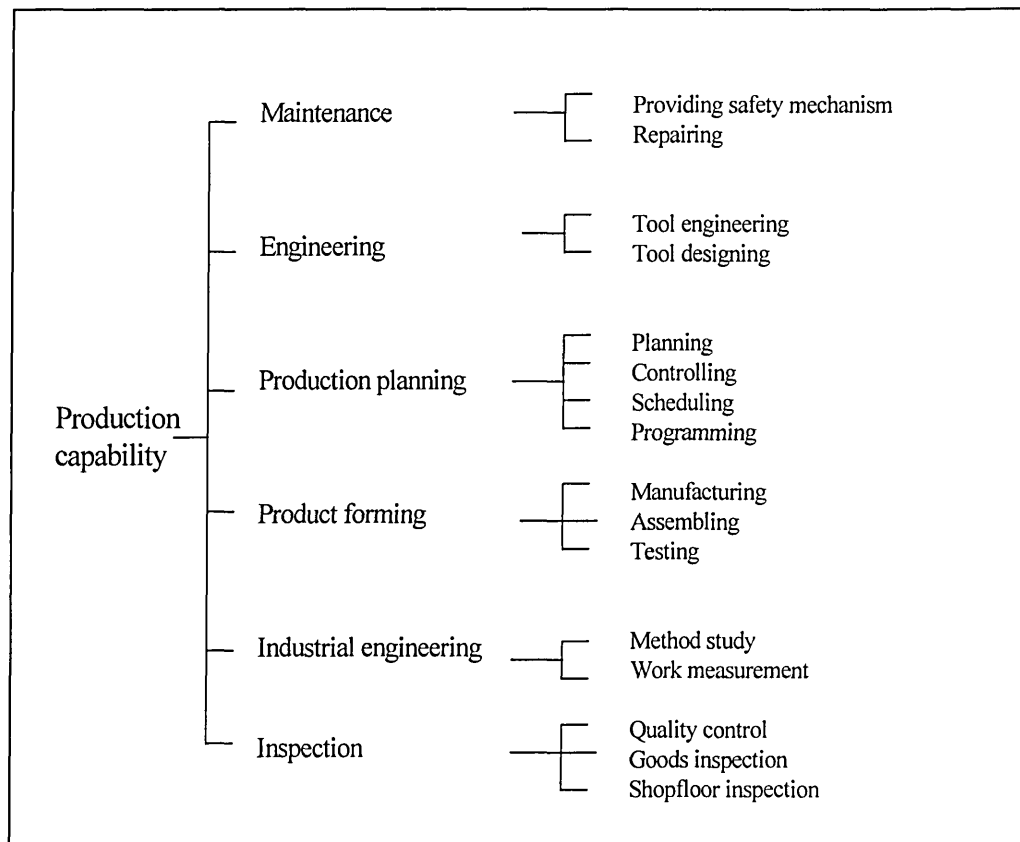 Maintenance
Providing safety mechanism
Repairing
Engineering
Tool engineering
Tool designing
Production planning
Planning
Controlling
Scheduling
Programming
Production
capability
Product forming
Manufacturing
Assembling
Testing
Industrial engineering
Method study
Work measurement
Inspection
Quality control
Goods inspection
Shopfloor inspection